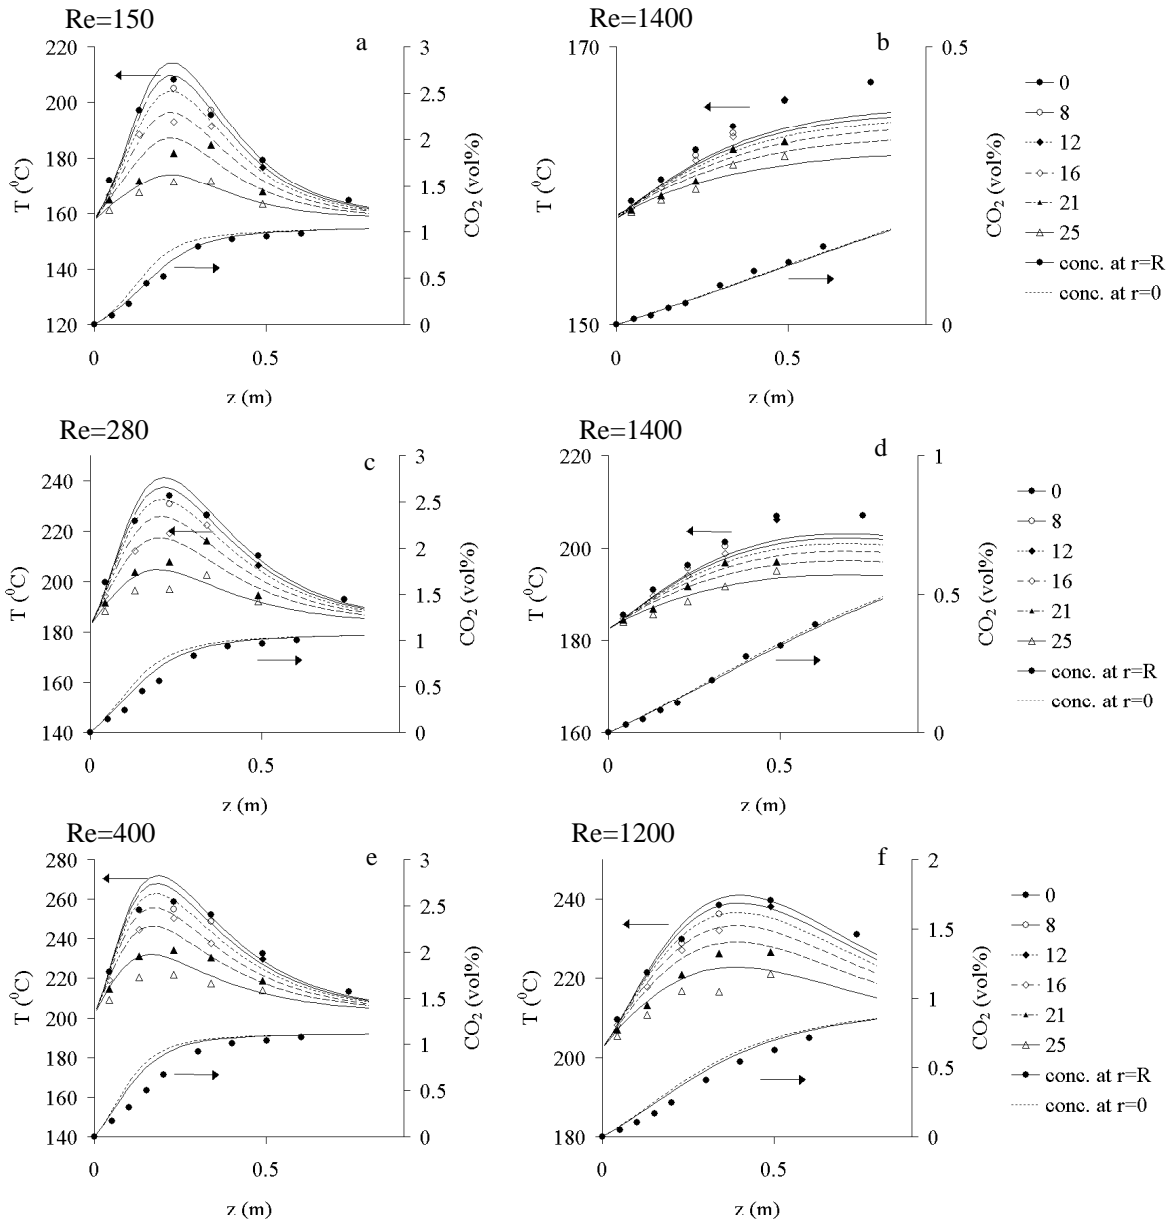 Re=150
a
220
200
180
160
140
120
T (⁰C)
3
2.5
2
1.5
1
0.5
0
CO₂ (vol%)
0
0.5
z (m)
Re=1400
b
170
150
T (⁰C)
0.5
0
CO₂ (vol%)
0
0.5
z (m)
0
8
12
16
21
25
conc. at r=R
conc. at r=0
Re=280
c
240
220
200
180
160
140
T (⁰C)
3
2.5
2
1.5
1
0.5
0
CO₂ (vol%)
0
0.5
z (m)
Re=1400
d
220
200
180
160
T (⁰C)
1
0.5
0
CO₂ (vol%)
0
0.5
z (m)
0
8
12
16
21
25
conc. at r=R
conc. at r=0
Re=400
e
280
260
240
220
200
180
160
140
T (⁰C)
3
2.5
2
1.5
1
0.5
0
CO₂ (vol%)
0
0.5
z (m)
Re=1200
f
240
220
200
180
T (⁰C)
2
1.5
1
0.5
0
CO₂ (vol%)
0
0.5
z (m)
0
8
12
16
21
25
conc. at r=R
conc. at r=0